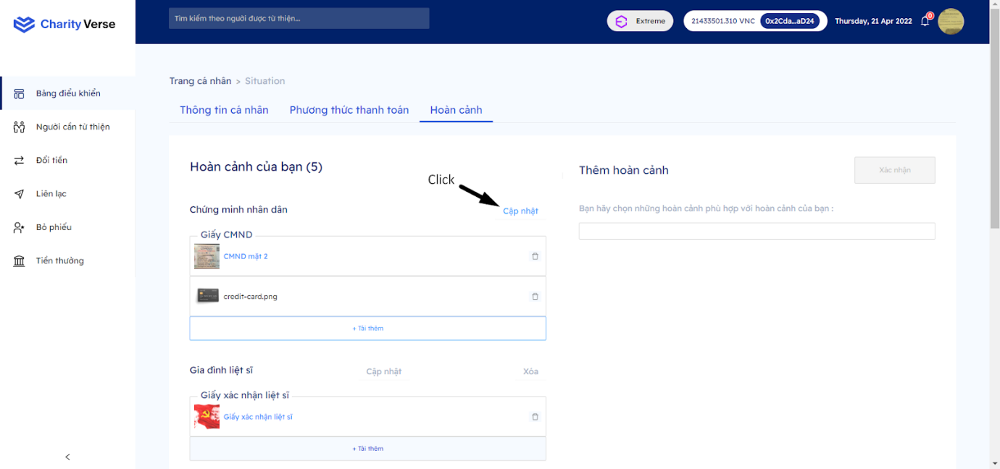 Charity Verse
Tìm kiếm theo người được từ thiện...
Extreme
21433501.310 VNC 0x2Cda...aD24
Thursday, 21 Apr 2022
0
Bảng điều khiển
Người cần từ thiện
Đổi tiền
Liên lạc
Bỏ phiếu
Tiền thưởng
Trang cá nhân > Situation
Thông tin cá nhân Phương thức thanh toán Hoàn cảnh
Hoàn cảnh của bạn (5)
Click
Chứng minh nhân dân
Cập nhật
Giấy CMND
CMND mặt 2
credit-card.png
+ Tải thêm
Gia đình liệt sĩ
Cập nhật
Xóa
Giấy xác nhận liệt sĩ
Giấy xác nhận liệt sĩ
+ Tải thêm
Thêm hoàn cảnh
Xác nhận
Bạn hãy chọn những hoàn cảnh phù hợp với hoàn cảnh của bạn :